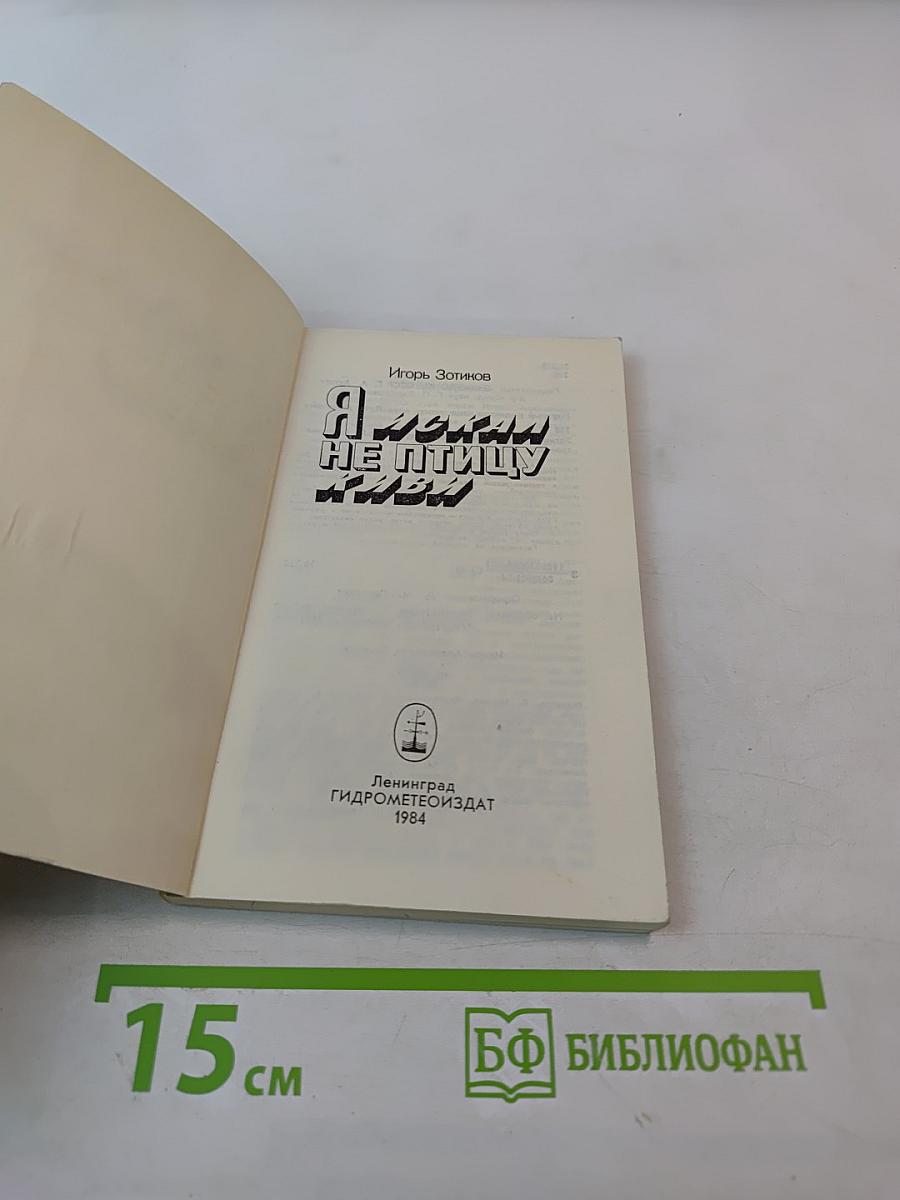 Игорь Зотиков
Я ИСКАЛ
НЕ ПТИЦУ
КИВИ
Ленинград
ГИДРОМЕТЕОИЗДАТ
1984
15 см
БФ БИБЛИОФАН